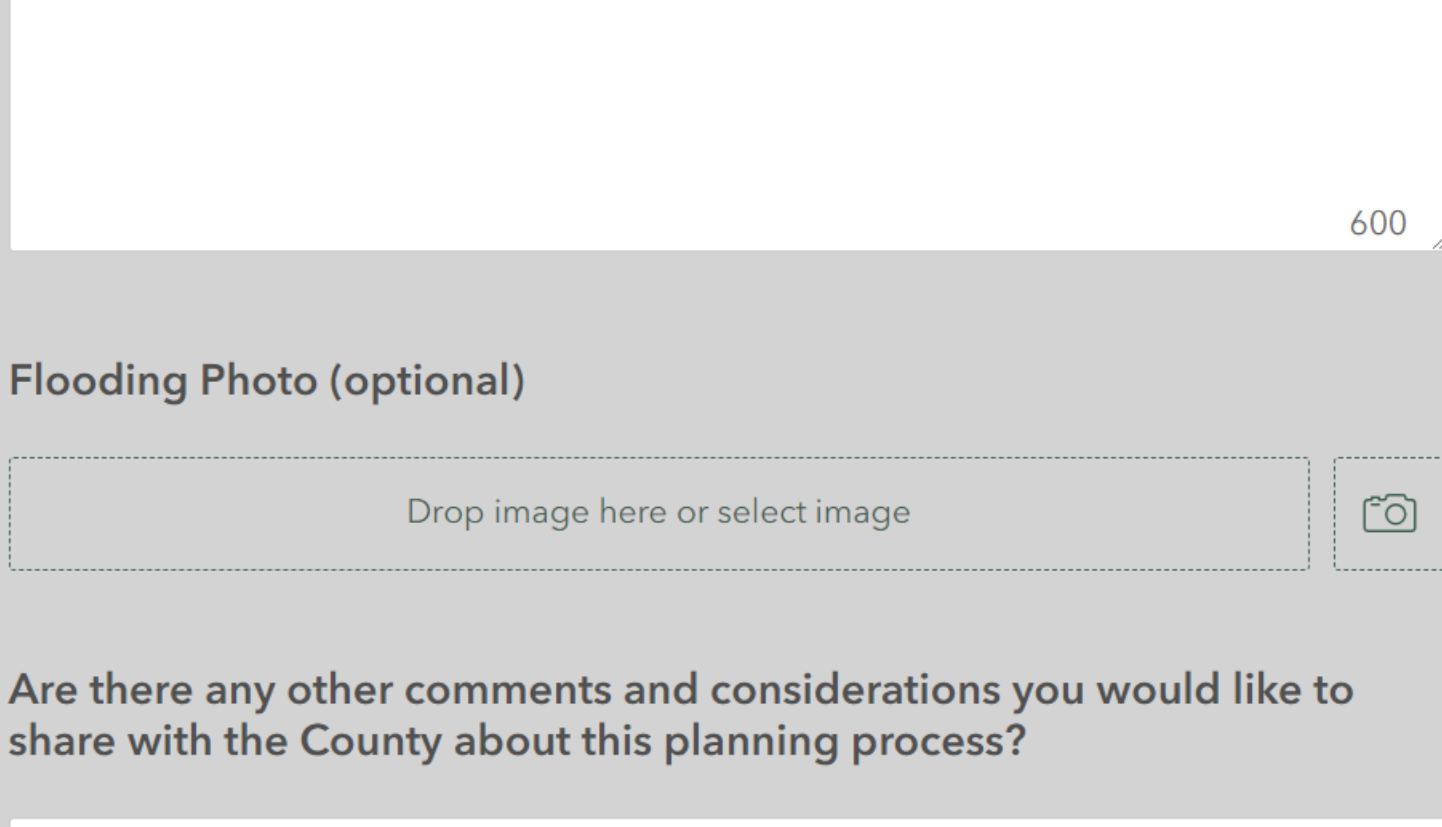 600
Flooding Photo (optional)
Drop image here or select image
Are there any other comments and considerations you would like to
share with the County about this planning process?